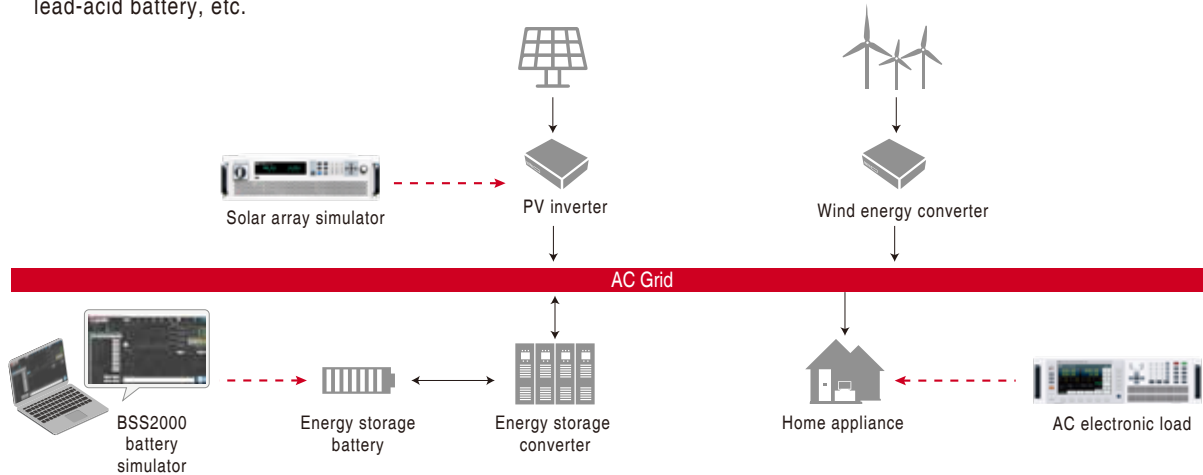 lead-acid battery, etc.
Solar array simulator
PV inverter
Wind energy converter
AC Grid
BSS2000
battery
simulator
Energy storage
battery
Energy storage
converter
Home appliance
AC electronic load